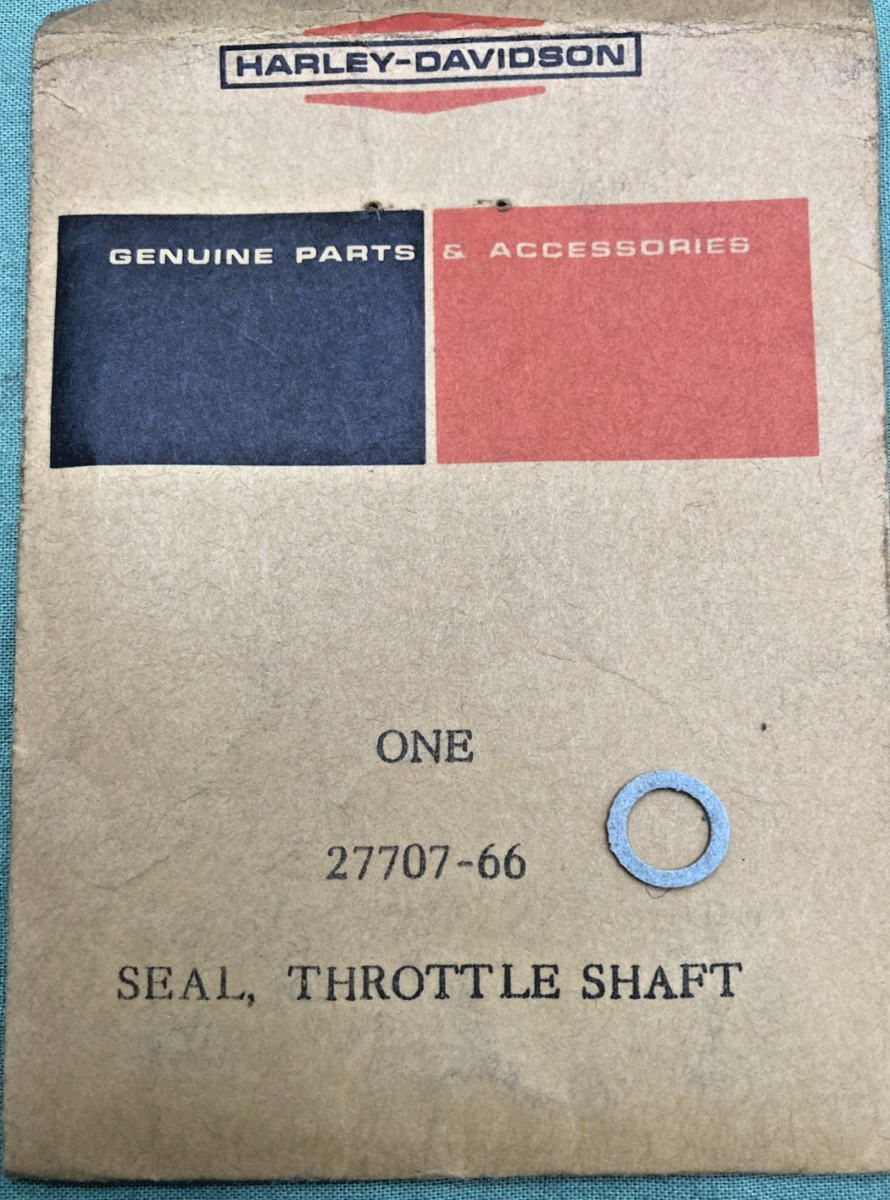 HARLEY-DAVIDSON
GENUINE PARTS & ACCESSORIES
ONE
27707-66
SEAL, THROTTLE SHAFT